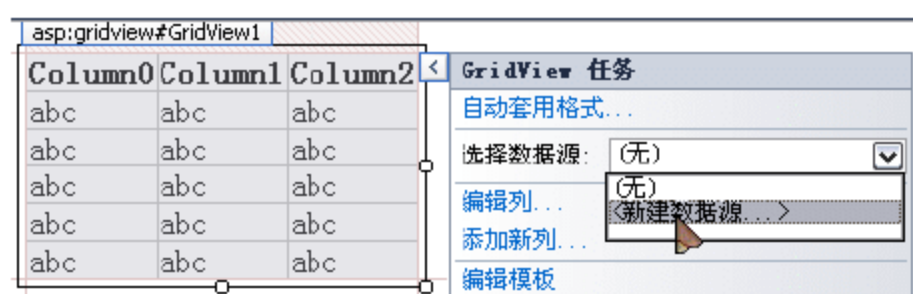 asp:gridview#GridView1
Column0 Column1 Column2
abc abc abc
abc abc abc
abc abc abc
abc abc abc
abc abc abc
< GridView 任务
自动套用格式...
选择数据源: (无)
(无)
<新建数据源...>
编辑列...
添加新列...
编辑模板